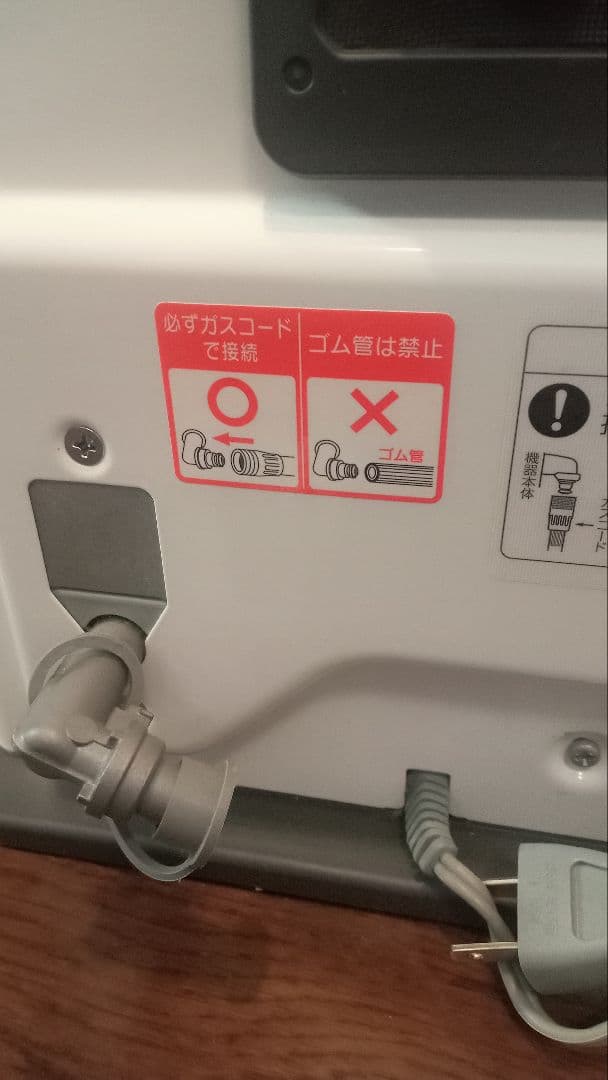 必ずガスコード
で接続
ゴム管は禁止
ゴム管
機器本体